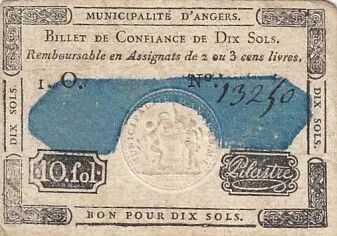 MUNICIPALITÉ D'ANGERS.
BILLET DE CONFIANCE DE DIX SOLS.
Remboursable en Assignats de 2 ou 3 cens livres.
I. O. No. 13250
DIX SOLS.
DIX SOLS.
10. sol. Pilastre
BON POUR DIX SOLS.